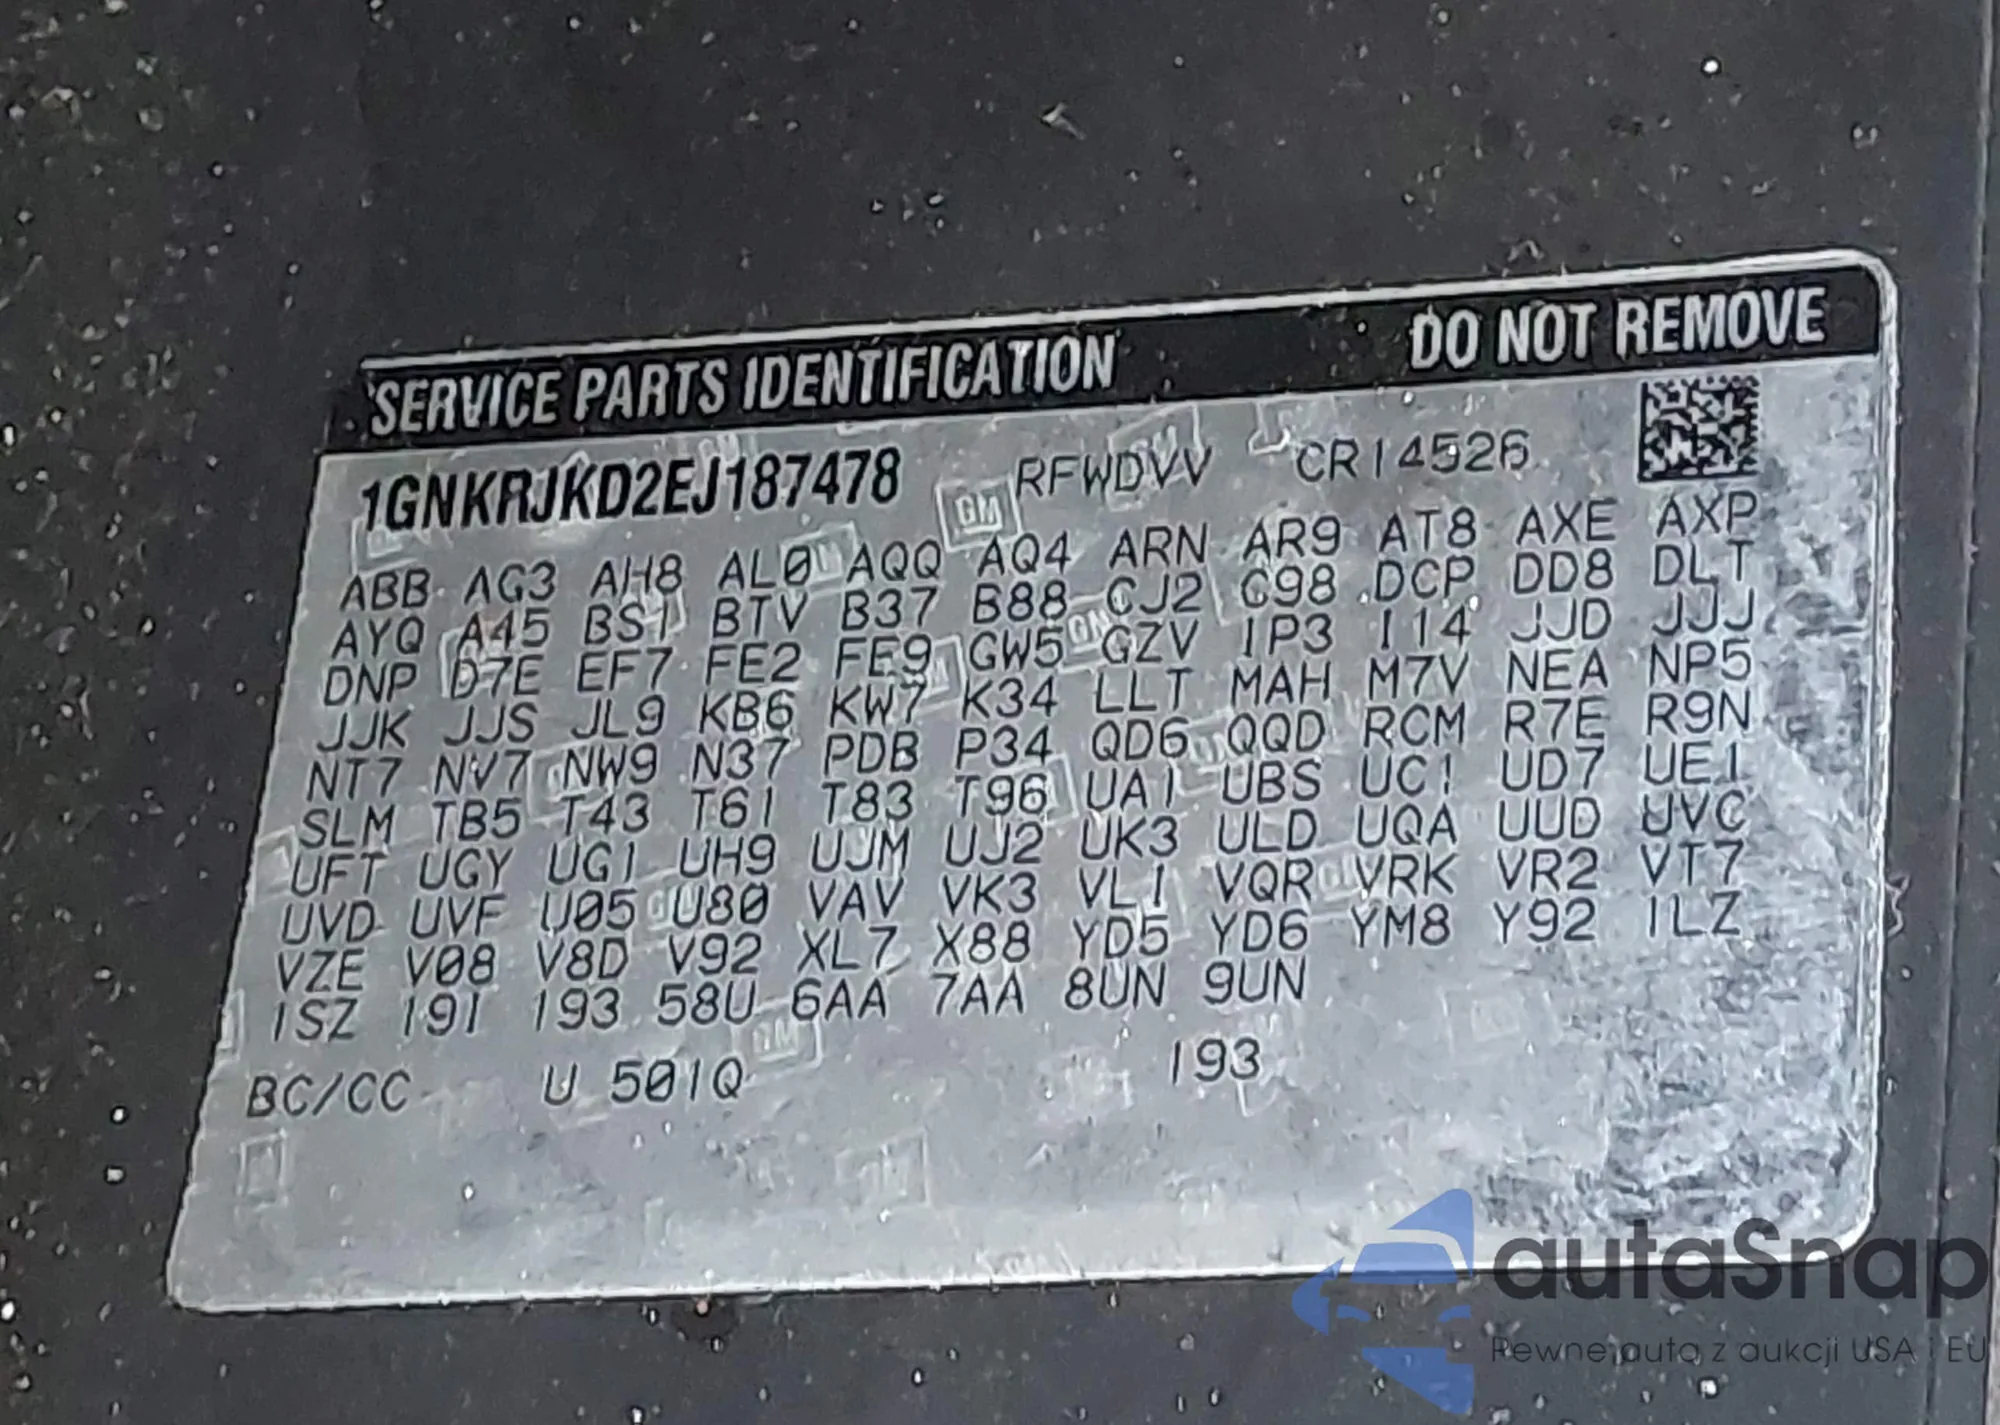 SERVICE PARTS IDENTIFICATION DO NOT REMOVE
1GNKRJKD2EJ187478 RFWDVV CR14526
ABB AG3 AH8 AL0 AQQ AQ4 ARN AR9 AT8 AXE AXP
AYQ A45 BS1 BTV B37 B88 CJ2 C98 DCP DD8 DLT
DNP D7E EF7 FE2 FE9 GW5 GZV IP3 I14 JJD JJJ
JJK JJS JL9 KB6 KW7 K34 LLT MAH M7V NEA NP5
NT7 NV7 NW9 N37 PDB P34 QD6 QQD RCM R7E R9N
SLM TB5 T43 T61 T83 T96 UA1 UBS UC1 UD7 UE1
UFT UGY UG1 UH9 UJM UJ2 UK3 ULD UQA UUD UVC
UVD UVF U05 U80 VAV VK3 VL1 VQR VRK VR2 VT7
VZE V08 V8D V92 XL7 X88 YD5 YD6 YM8 Y92 1LZ
1SZ 19I 193 58U 6AA 7AA 8UN 9UN
BC/CC U 501Q 193
autaSnap
Pewne auta z aukcji USA i EU